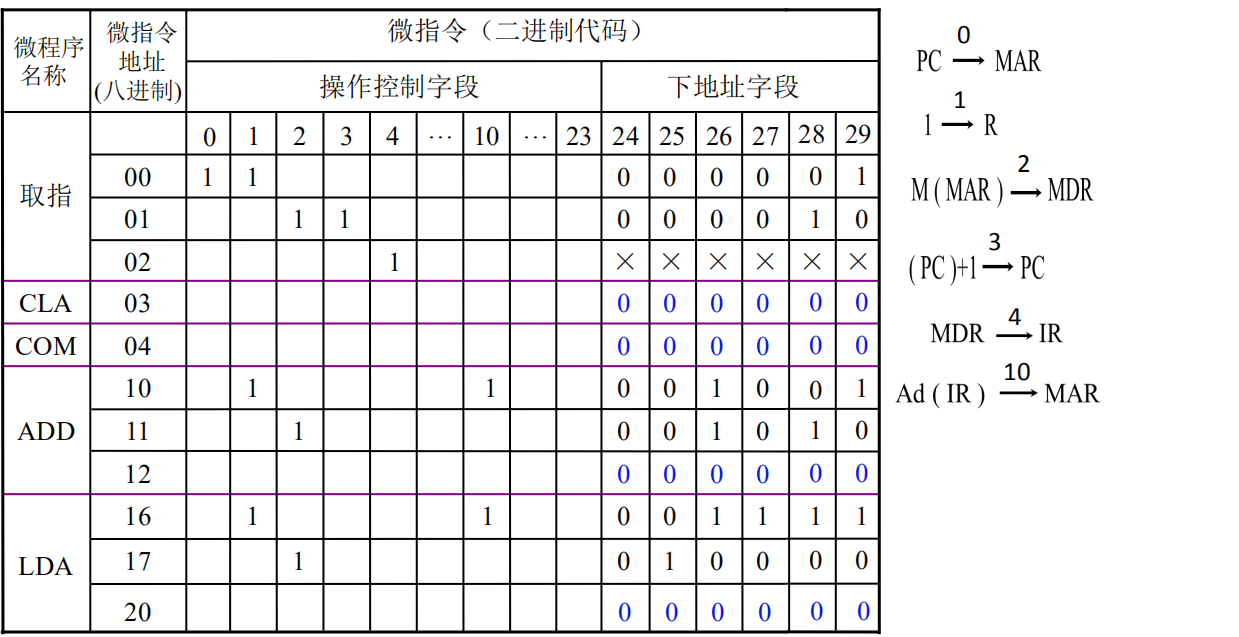 微程序名称 微指令地址(八进制) 微指令（二进制代码）
操作控制字段 下地址字段
0 1 2 3 4 … 10 … 23 24 25 26 27 28 29
取指 00 1 1 0 0 0 0 0 1
01 1 1 0 0 0 0 1 0
02 1 × × × × × ×
CLA 03 0 0 0 0 0 0
COM 04 0 0 0 0 0 0
ADD 10 1 1 0 0 1 0 0 1
11 1 0 0 1 0 1 0
12 0 0 0 0 0 0
LDA 16 1 1 0 0 1 1 1 1
17 1 0 1 0 0 0 0
20 0 0 0 0 0 0
0
PC → MAR
1
1 → R
2
M ( MAR ) → MDR
3
( PC )+1 → PC
4
MDR → IR
10
Ad ( IR ) → MAR